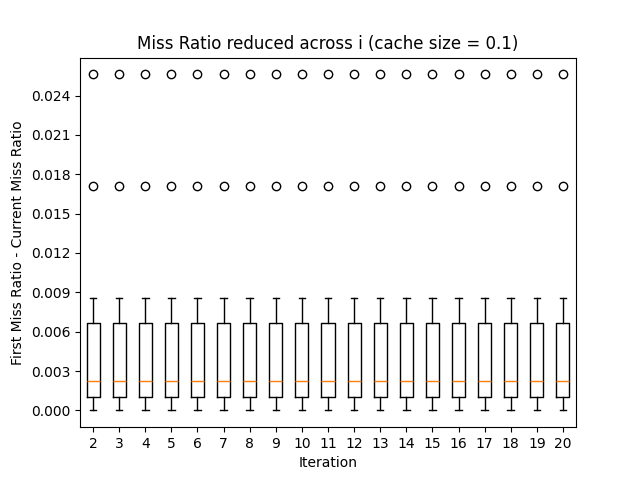 Miss Ratio reduced across i (cache size = 0.1)
First Miss Ratio - Current Miss Ratio
0.024
0.021
0.018
0.015
0.012
0.009
0.006
0.003
0.000
2 3 4 5 6 7 8 9 10 11 12 13 14 15 16 17 18 19 20
Iteration